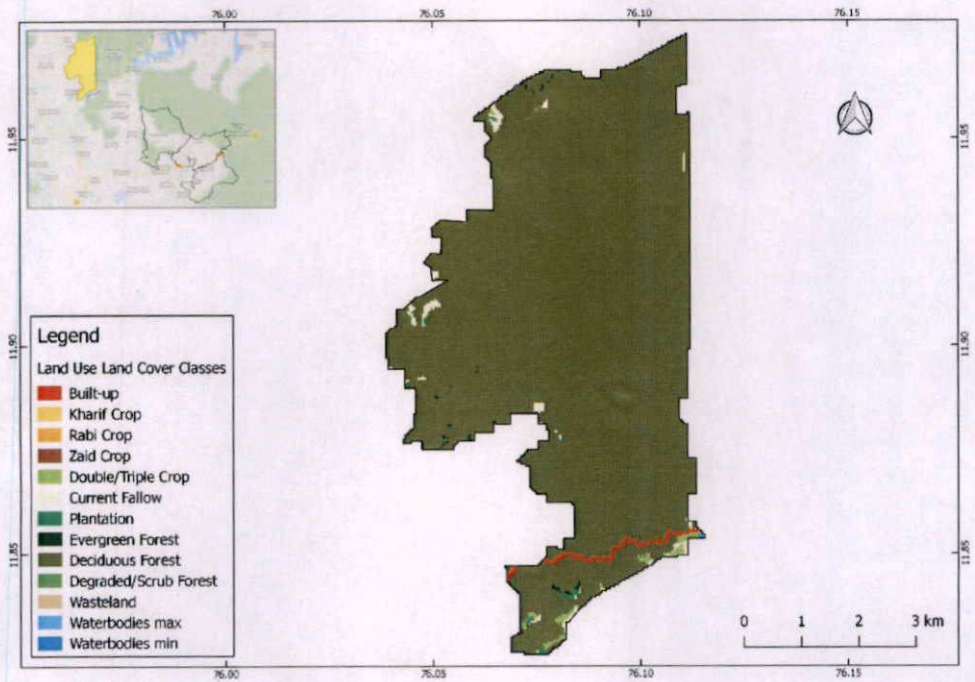 76.00 76.05 76.10 76.15
11.95 11.95
11.90 11.90
11.85 11.85
Legend
Land Use Land Cover Classes
Built-up
Kharif Crop
Rabi Crop
Zaid Crop
Double/Triple Crop
Current Fallow
Plantation
Evergreen Forest
Deciduous Forest
Degraded/Scrub Forest
Wasteland
Waterbodies max
Waterbodies min
0 1 2 3 km
76.00 76.05 76.10 76.15